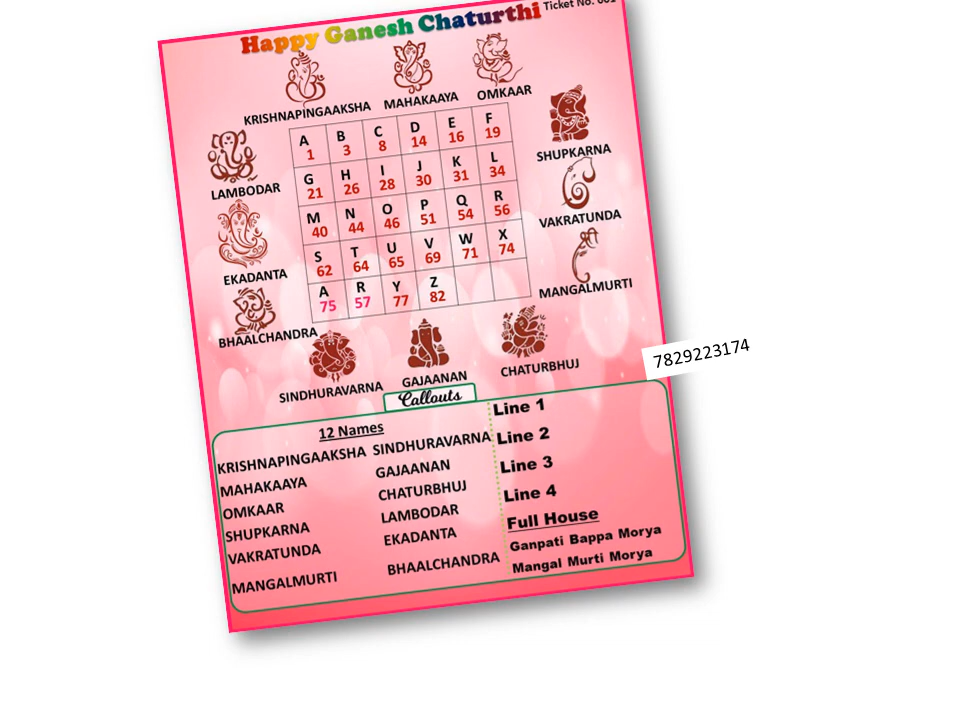 Happy Ganesh Chaturthi
Ticket No. 001
KRISHNAPINGAAKSHA MAHAKAAYA OMKAAR
A B C D E F
1 3 8 14 16 19
SHUPKARNA
G H I J K L
21 26 28 30 31 34
LAMBODAR
M N O P Q R
40 44 46 51 54 56
VAKRATUNDA
S T U V W X
62 64 65 69 71 74
EKADANTA
A R Y Z
75 57 77 82
MANGALMURTI
BHAALCHANDRA
SINDHURAVARNA GAJAANAN CHATURBHUJ
श्री
7829223174
Callouts
12 Names
KRISHNAPINGAAKSHA SINDHURAVARNA
MAHAKAAYA GAJAANAN
OMKAAR CHATURBHUJ
SHUPKARNA LAMBODAR
VAKRATUNDA EKADANTA
MANGALMURTI BHAALCHANDRA
Line 1
Line 2
Line 3
Line 4
Full House
Ganpati Bappa Morya
Mangal Murti Morya